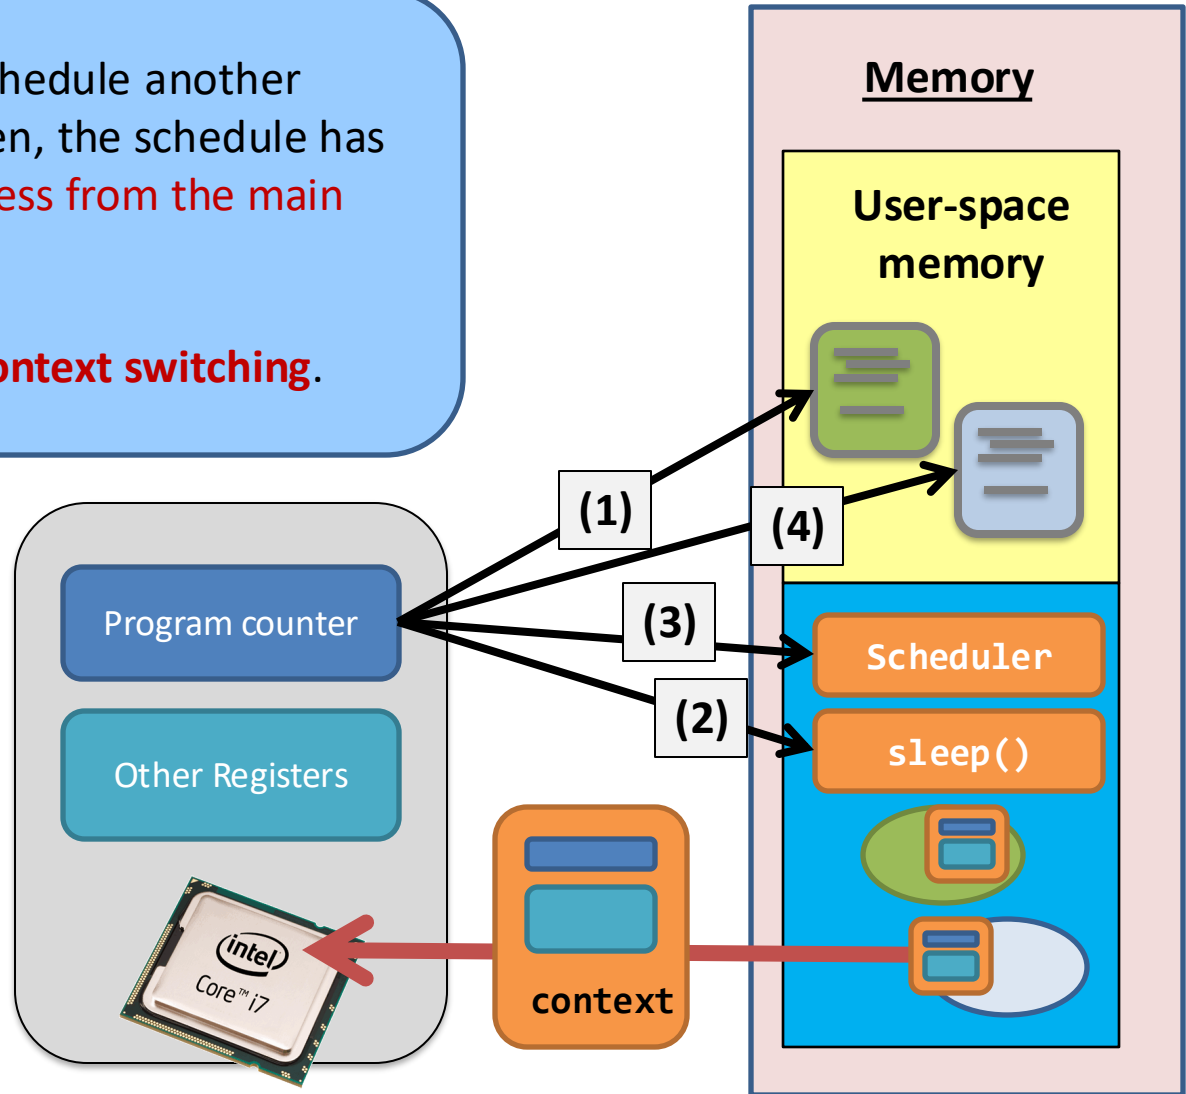 hedule another
en, the schedule has
ess from the main
ontext switching.
Memory
User-space
memory
(1)
(4)
Program counter
(3)
Scheduler
(2)
sleep()
Other Registers
intel
Core™ i7
context